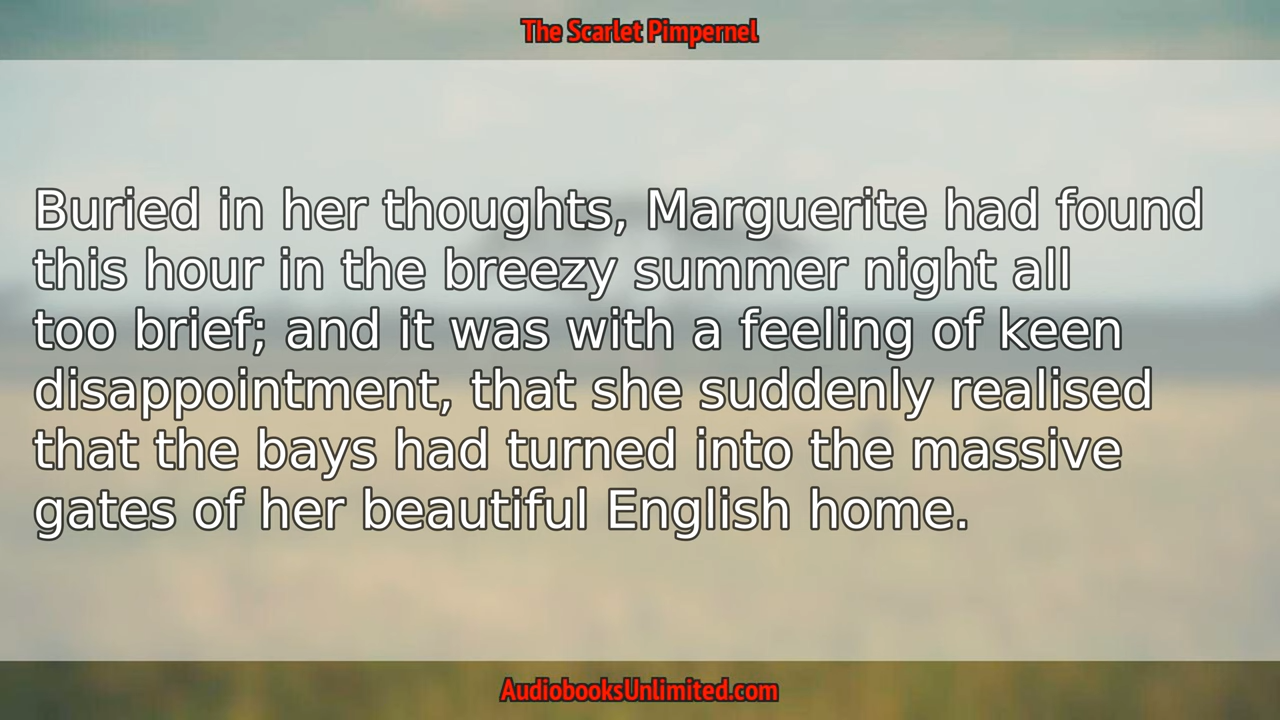 The Scarlet Pimpernel
Buried in her thoughts, Marguerite had found
this hour in the breezy summer night all
too brief; and it was with a feeling of keen
disappointment, that she suddenly realised
that the bays had turned into the massive
gates of her beautiful English home.
AudiobooksUnlimited.com